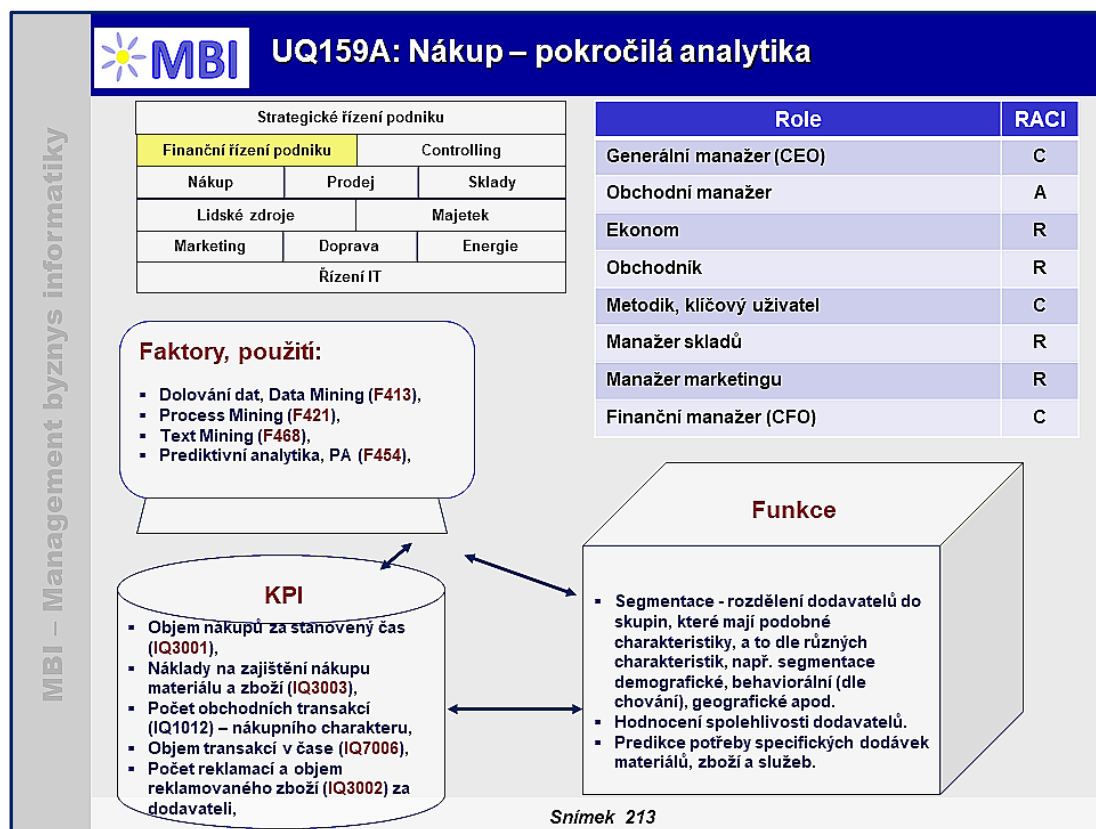 MBI – Management byznys informatiky
MBI
UQ159A: Nákup – pokročilá analytika
Strategické řízení podniku
Finanční řízení podniku Controlling
Nákup Prodej Sklady
Lidské zdroje Majetek
Marketing Doprava Energie
Řízení IT
Role RACI
Generální manažer (CEO) C
Obchodní manažer A
Ekonom R
Obchodník R
Metodik, klíčový uživatel C
Manažer skladů R
Manažer marketingu R
Finanční manažer (CFO) C
Faktory, použití:
▪ Dolování dat, Data Mining (F413),
▪ Process Mining (F421),
▪ Text Mining (F468),
▪ Prediktivní analytika, PA (F454),
KPI
▪ Objem nákupů za stanovený čas
(IQ3001),
▪ Náklady na zajištění nákupu
materiálu a zboží (IQ3003),
▪ Počet obchodních transakcí
(IQ1012) – nákupního charakteru,
▪ Objem transakcí v čase (IQ7006),
▪ Počet reklamací a objem
reklamovaného zboží (IQ3002) za
dodavateli,
Funkce
▪ Segmentace - rozdělení dodavatelů do
skupin, které mají podobné
charakteristiky, a to dle různých
charakteristik, např. segmentace
demografické, behaviorální (dle
chování), geografické apod.
▪ Hodnocení spolehlivosti dodavatelů.
▪ Predikce potřeby specifických dodávek
materiálů, zboží a služeb.
Snímek 213